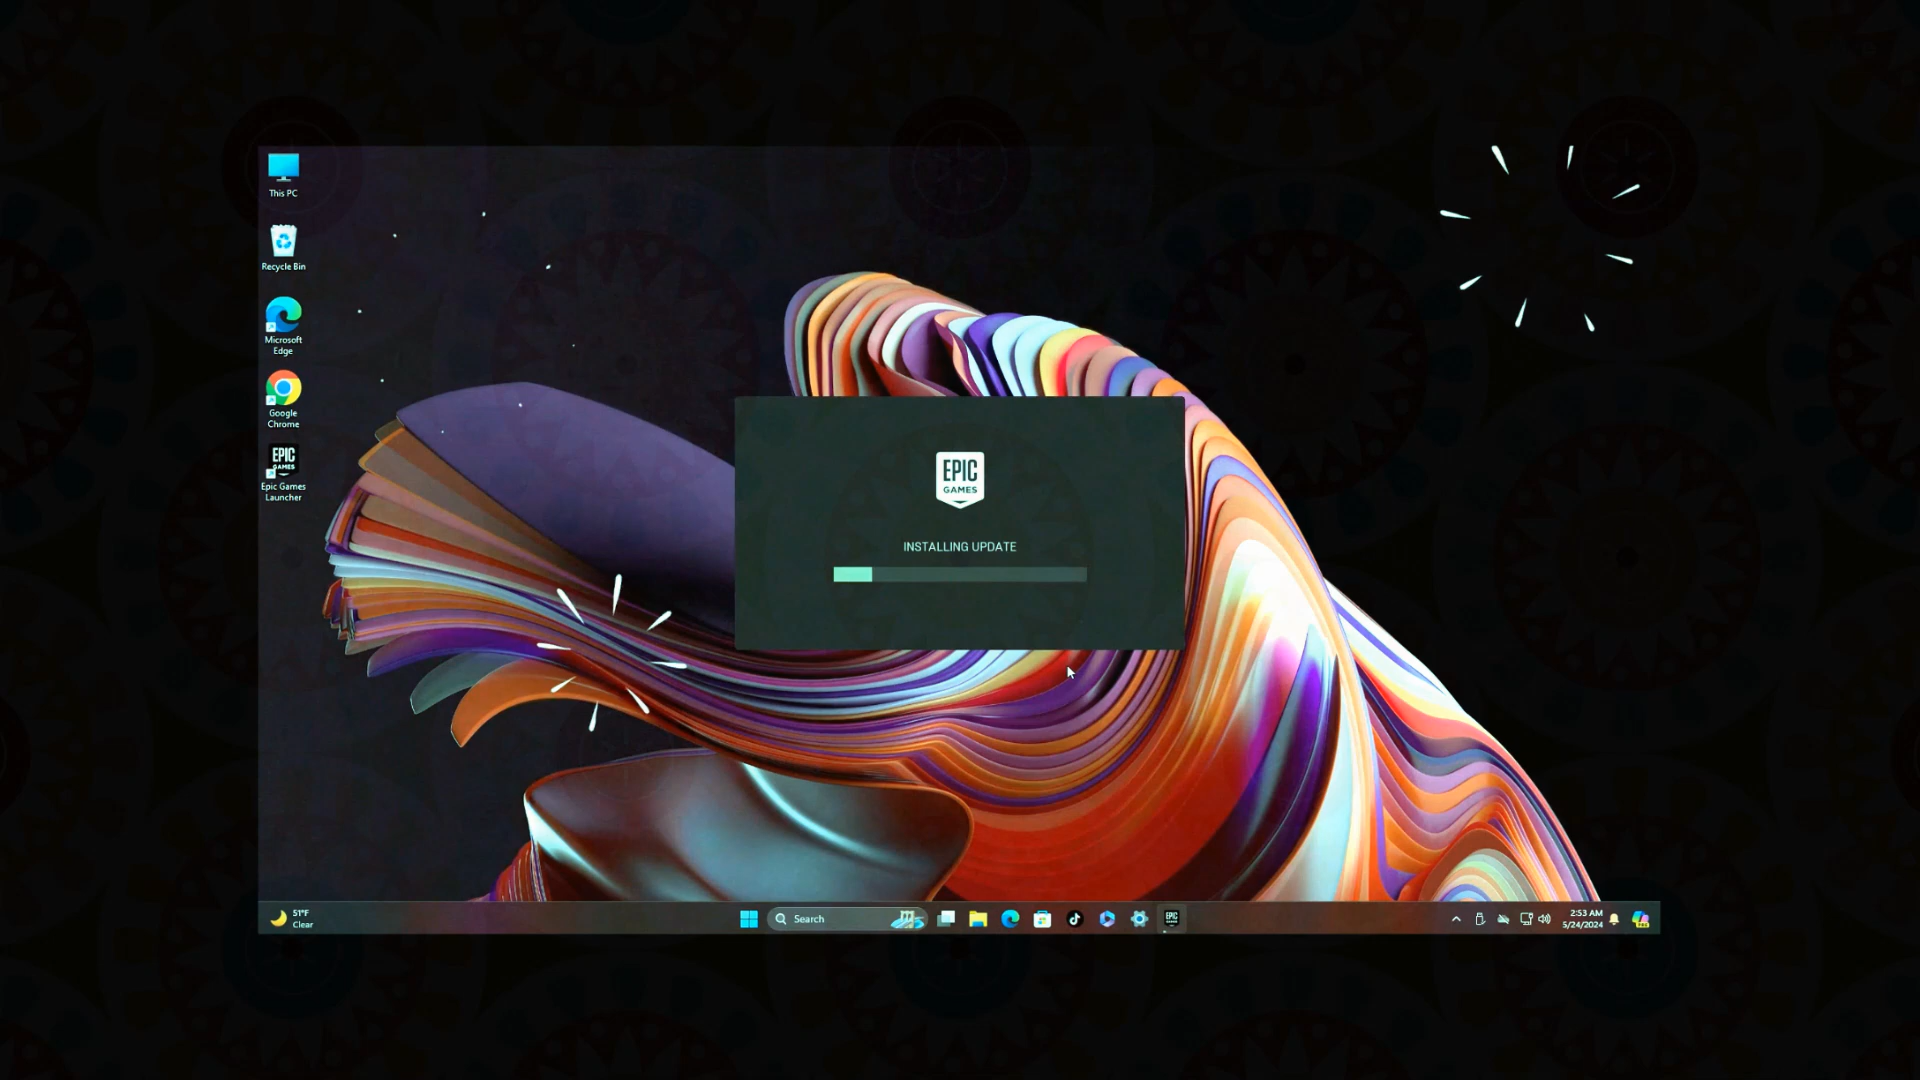 This PC
Recycle Bin
Microsoft
Edge
Google
Chrome
EPIC
GAMES
Epic Games
Launcher
EPIC
GAMES
INSTALLING UPDATE
51°F
Clear
Search
EPIC
2:53 AM
5/24/2024